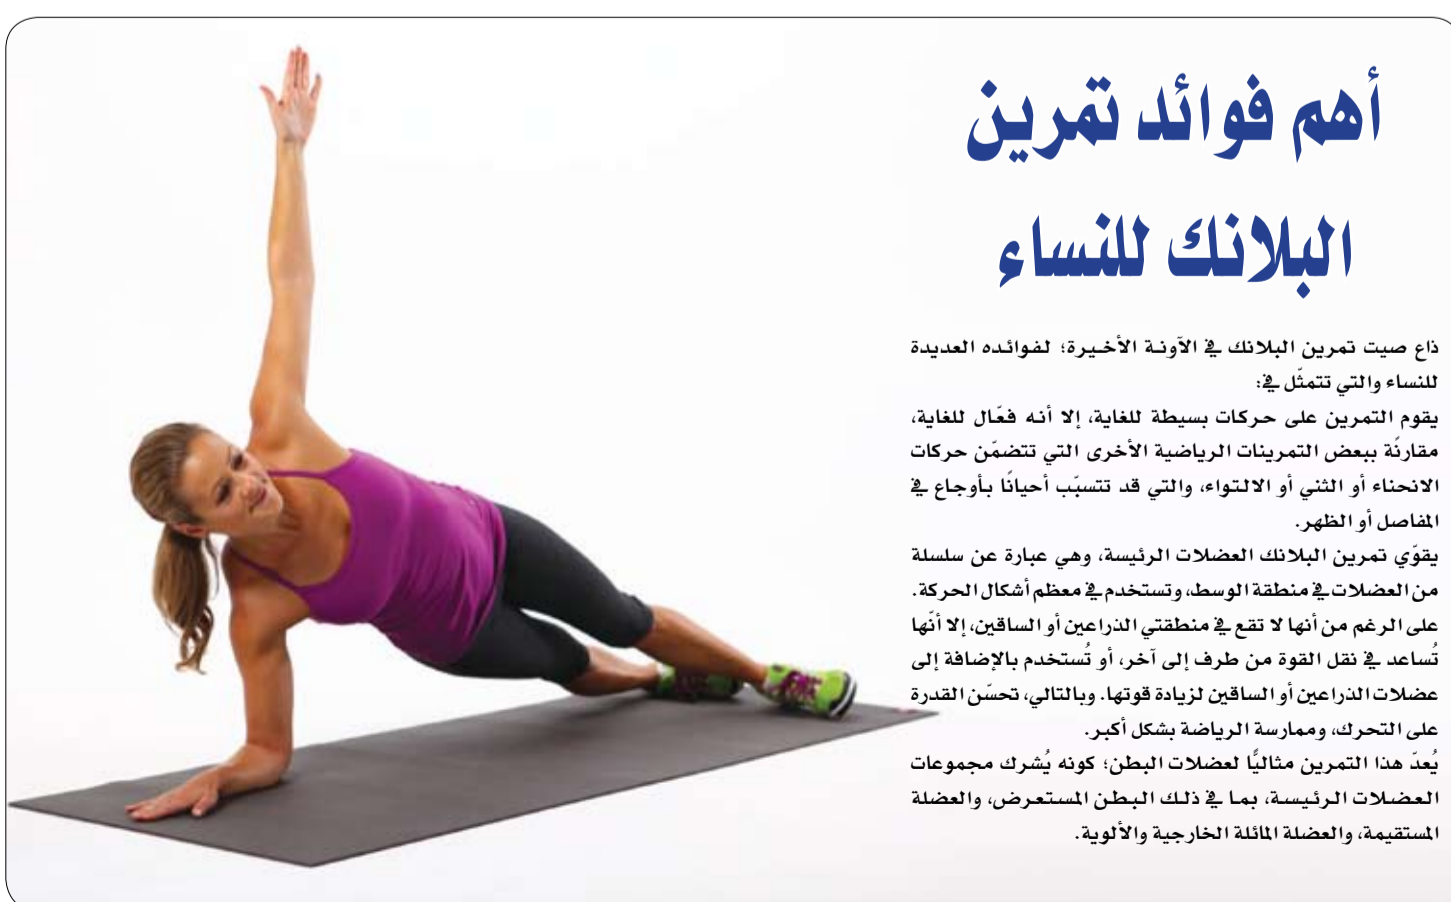 أهم فوائد تمرين
البلانك للنساء
ذاع صيت تمرين البلانك في الآونة الأخيرة؛ لفوائده العديدة
للنساء والتي تتمثّل في:
يقوم التمرين على حركات بسيطة للغاية، إلا أنه فعّال للغاية،
مقارنًة ببعض التمرينات الرياضية الأخرى التي تتضمّن حركات
الانحناء أو الثني أو الالتواء، والتي قد تتسبّب أحيانًا بأوجاع في
المفاصل أو الظهر.
يقوّي تمرين البلانك العضلات الرئيسة، وهي عبارة عن سلسلة
من العضلات في منطقة الوسط، وتستخدم في معظم أشكال الحركة.
على الرغم من أنها لا تقع في منطقتي الذراعين أو الساقين، إلا أنّها
تُساعد في نقل القوة من طرف إلى آخر، أو تُستخدم بالإضافة إلى
عضلات الذراعين أو الساقين لزيادة قوتها. وبالتالي، تحسّن القدرة
على التحرك، وممارسة الرياضة بشكل أكبر.
يُعدّ هذا التمرين مثاليًّا لعضلات البطن؛ كونه يُشرك مجموعات
العضلات الرئيسة، بما في ذلك البطن المستعرض، والعضلة
المستقيمة، والعضلة المائلة الخارجية والألوية.